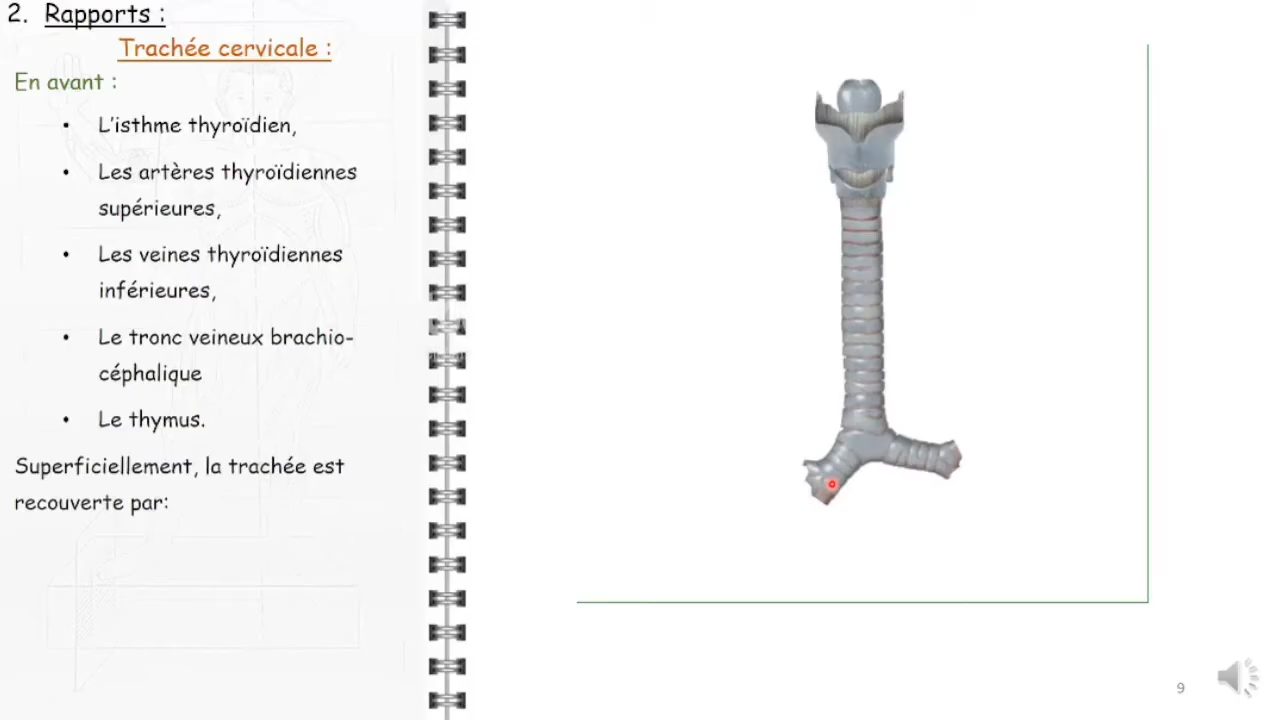 2. Rapports :
Trachée cervicale :
En avant :
• L'isthme thyroïdien,
• Les artères thyroïdiennes
supérieures,
• Les veines thyroïdiennes
inférieures,
• Le tronc veineux brachio-
céphalique
• Le thymus.
Superficiellement, la trachée est
recouverte par:
9